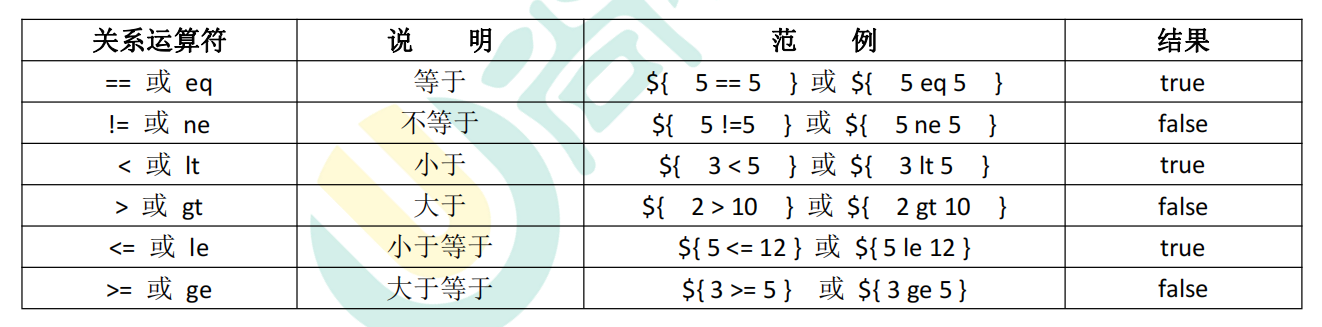 关系运算符 说 明 范 例 结果
== 或 eq 等于 ${ 5 == 5 } 或 ${ 5 eq 5 } true
!= 或 ne 不等于 ${ 5 !=5 } 或 ${ 5 ne 5 } false
< 或 lt 小于 ${ 3 < 5 } 或 ${ 3 lt 5 } true
> 或 gt 大于 ${ 2 > 10 } 或 ${ 2 gt 10 } false
<= 或 le 小于等于 ${ 5 <= 12 } 或 ${ 5 le 12 } true
>= 或 ge 大于等于 ${ 3 >= 5 } 或 ${ 3 ge 5 } false